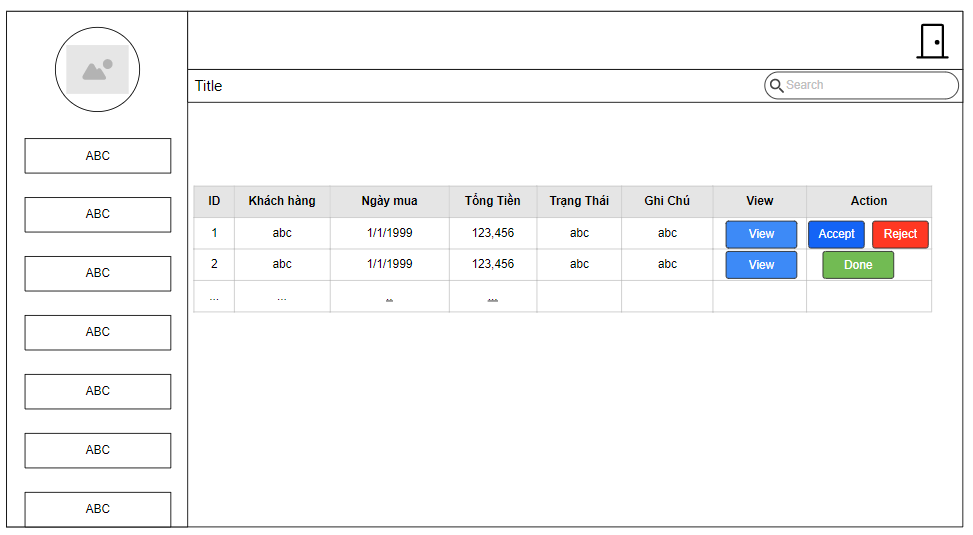 Title
Search
ABC
ABC
ABC
ABC
ABC
ABC
ABC
ID Khách hàng Ngày mua Tổng Tiền Trạng Thái Ghi Chú View Action
1 abc 1/1/1999 123,456 abc abc View Accept Reject
2 abc 1/1/1999 123,456 abc abc View Done
... ... ... ....